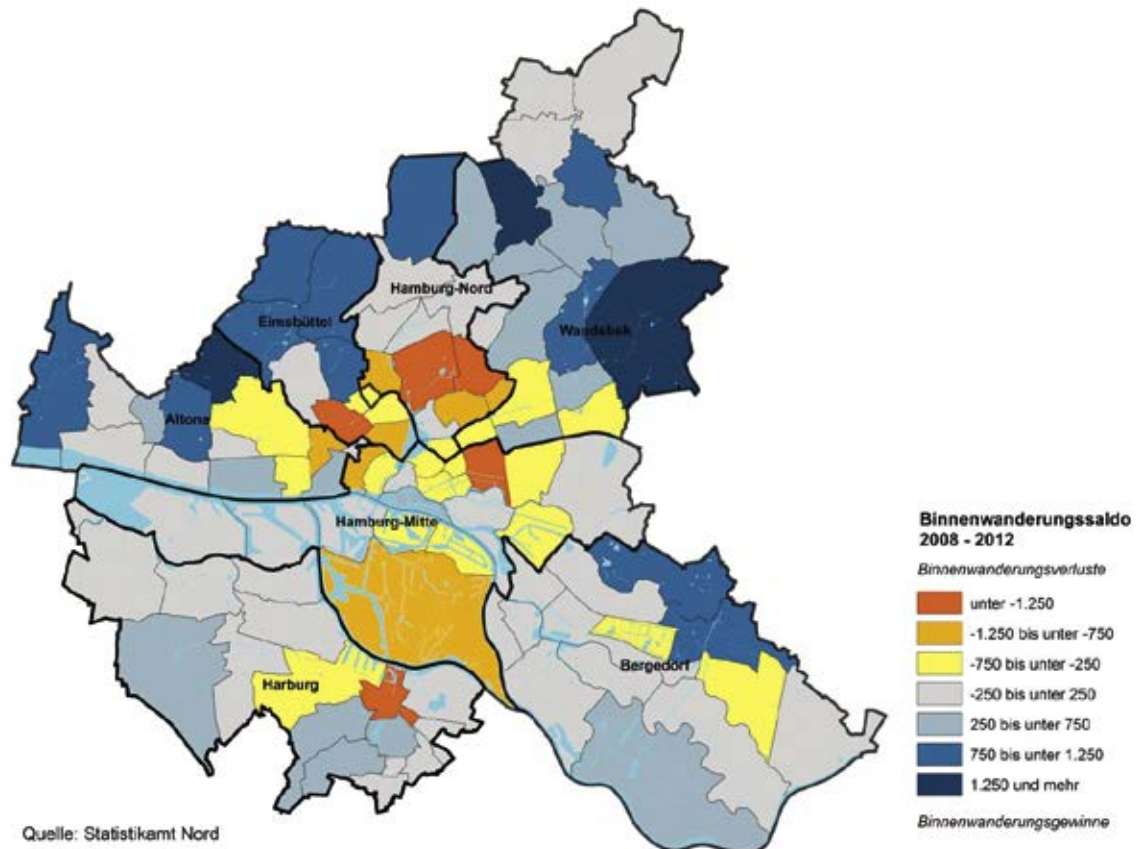 Hamburg-Nord
Eimsbüttel
Wandsbek
Altona
Hamburg-Mitte
Bergedorf
Harburg
Binnenwanderungssaldo
2008 - 2012
Binnenwanderungsverluste
unter -1.250
-1.250 bis unter -750
-750 bis unter -250
-250 bis unter 250
250 bis unter 750
750 bis unter 1.250
1.250 und mehr
Binnenwanderungsgewinne
Quelle: Statistikamt Nord